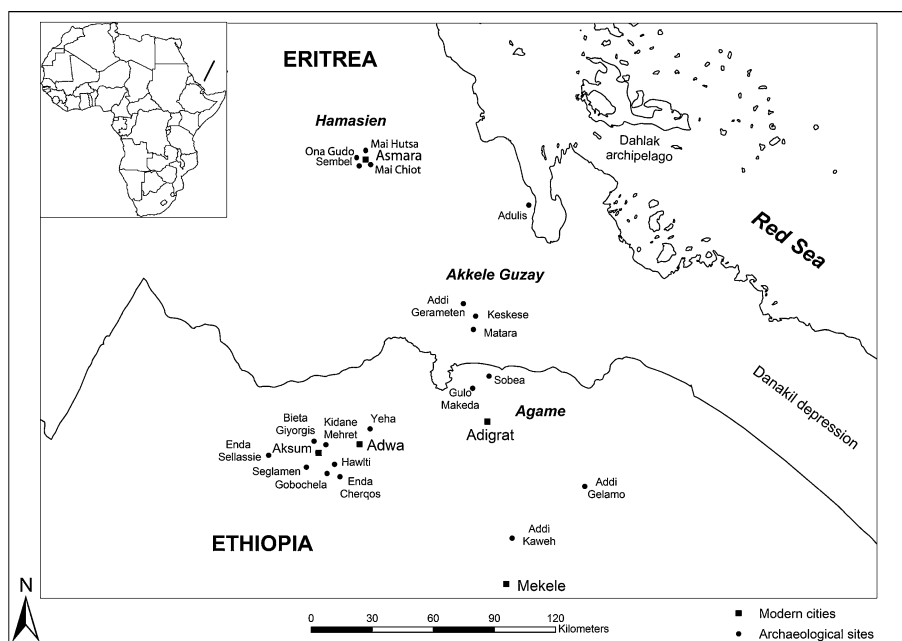 ERITREA
Hamasien
Mai Hutsa
Ona Gudo
Asmara
Sembel
Mai Chiot
Dahlak
archipelago
Adulis
Red Sea
Akkele Guzay
Addi
Gerameten
Keskese
Matara
Sobea
Gulo
Makeda
Agame
Danakil depression
Adigrat
Bieta
Giyorgis
Kidane
Mehret
Yeha
Enda
Sellassie
Aksum
Adwa
Seglamen
Hawlti
Gobochela
Enda
Cherqos
Addi
Gelamo
ETHIOPIA
Addi
Kaweh
Mekele
N
0 30 60 90 120
Kilometers
Modern cities
Archaeological sites